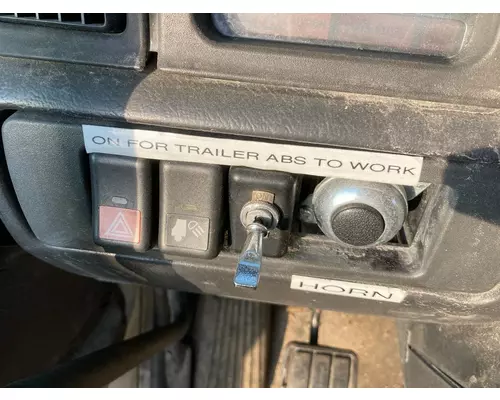 ON FOR TRAILER ABS TO WORK
HORN